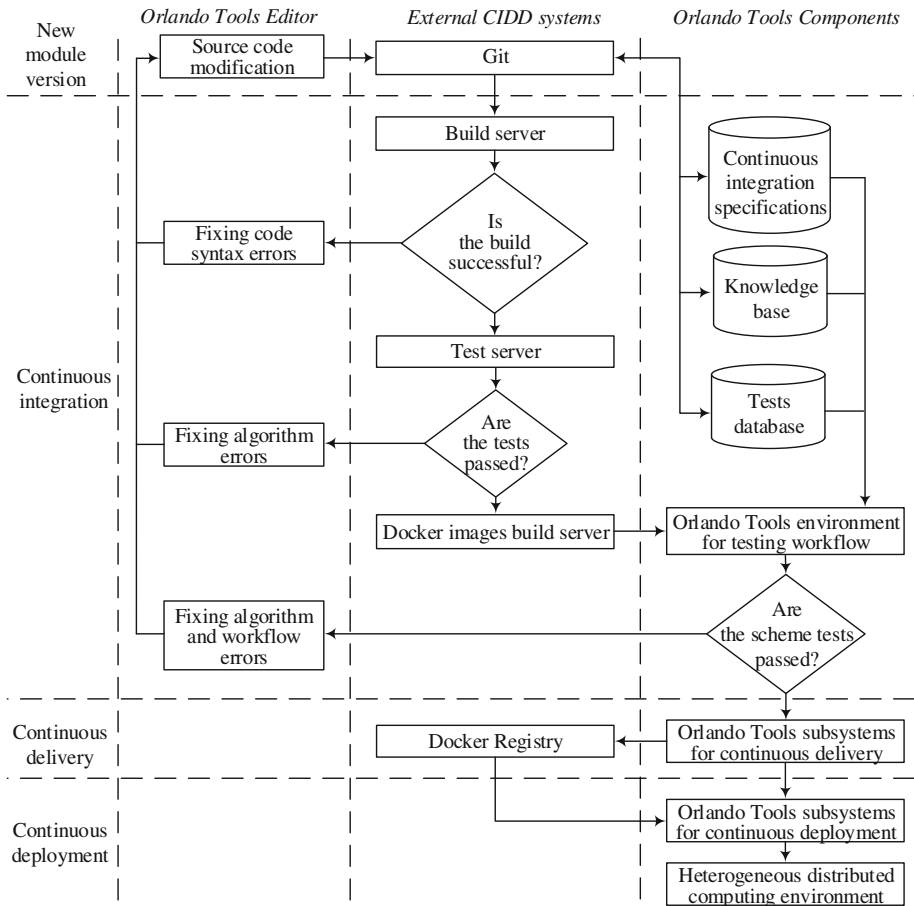 Orlando Tools Editor
External CIDD systems
Orlando Tools Components
New
module
version
Source code
modification
Git
Build server
Continuous
integration
specifications
Is
the build
successful?
Fixing code
syntax errors
Knowledge
base
Test server
Continuous
integration
Tests
database
Are
the tests
passed?
Fixing algorithm
errors
Docker images build server
Orlando Tools environment
for testing workflow
Are
the scheme tests
passed?
Fixing algorithm
and workflow
errors
Continuous
delivery
Docker Registry
Orlando Tools subsystems
for continuous delivery
Continuous
deployment
Orlando Tools subsystems
for continuous deployment
Heterogeneous distributed
computing environment